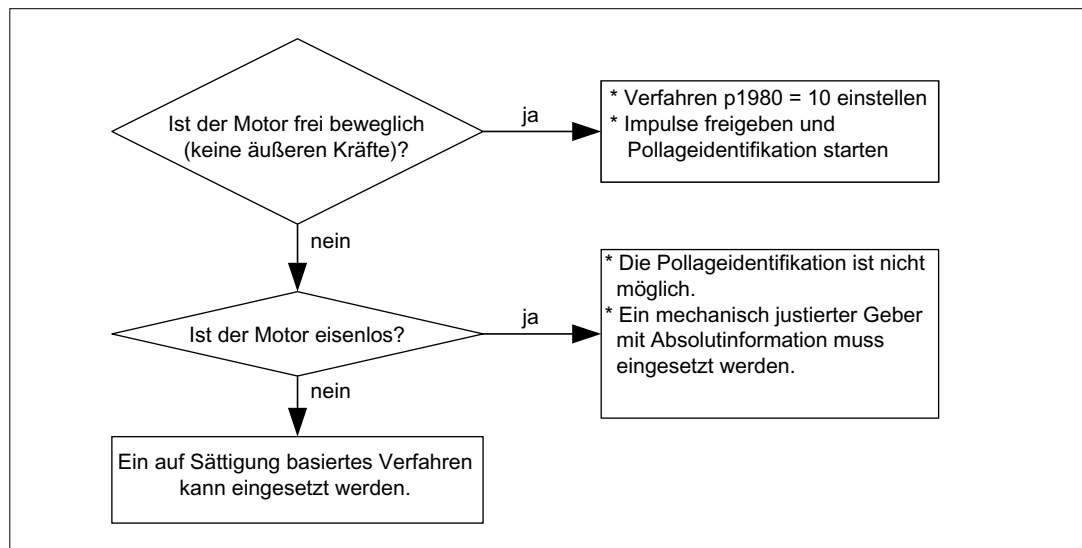 Ist der Motor frei beweglich
(keine äußeren Kräfte)?
ja
* Verfahren p1980 = 10 einstellen
* Impulse freigeben und
Pollageidentifikation starten
nein
Ist der Motor eisenlos?
ja
* Die Pollageidentifikation ist nicht
möglich.
* Ein mechanisch justierter Geber
mit Absolutinformation muss
eingesetzt werden.
nein
Ein auf Sättigung basiertes Verfahren
kann eingesetzt werden.